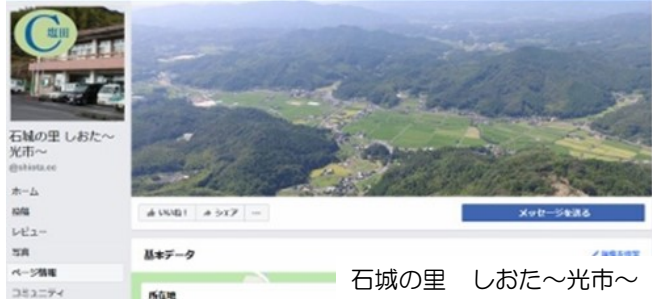 C
塩田
石城の里 しおた~
光市~
@shiota.cc
ホーム
投稿
レビュー
写真
ページ情報
コミュニティ
いいね！ シェア …
メッセージを送る
基本データ
所在地
石城の里 しおた~光市~